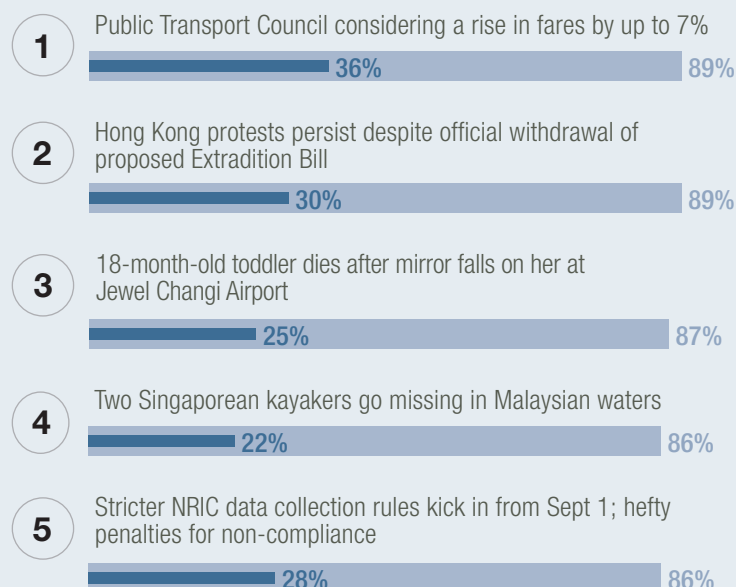 1
Public Transport Council considering a rise in fares by up to 7%
36%
89%
2
Hong Kong protests persist despite official withdrawal of
proposed Extradition Bill
30%
89%
3
18-month-old toddler dies after mirror falls on her at
Jewel Changi Airport
25%
87%
4
Two Singaporean kayakers go missing in Malaysian waters
22%
86%
5
Stricter NRIC data collection rules kick in from Sept 1; hefty
penalties for non-compliance
28%
86%